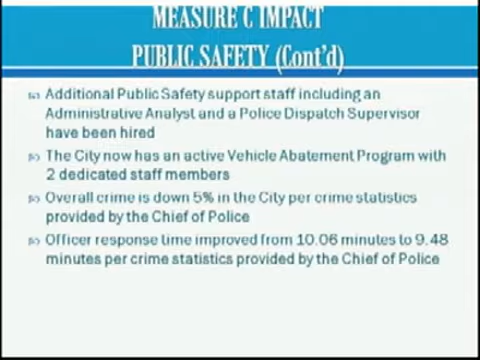 MEASURE C IMPACT
PUBLIC SAFETY (Cont'd)
Additional Public Safety support staff including an
Administrative Analyst and a Police Dispatch Supervisor
have been hired
The City now has an active Vehicle Abatement Program with
2 dedicated staff members
Overall crime is down 5% in the City per crime statistics
provided by the Chief of Police
Officer response time improved from 10.06 minutes to 9.48
minutes per crime statistics provided by the Chief of Police